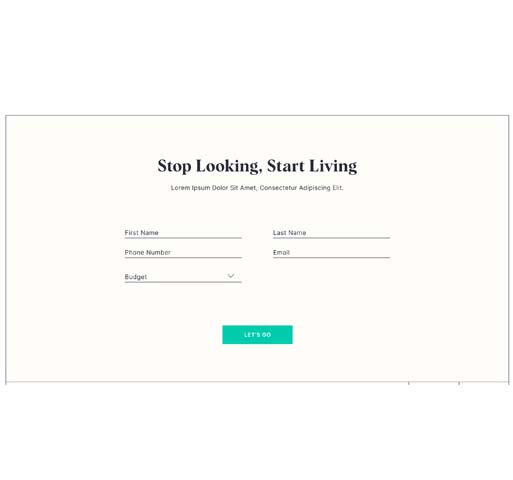 Stop Looking, Start Living
Lorem Ipsum Dolor Sit Amet, Consectetur Adipiscing Elit.
First Name
Last Name
Phone Number
Email
Budget
LET'S GO